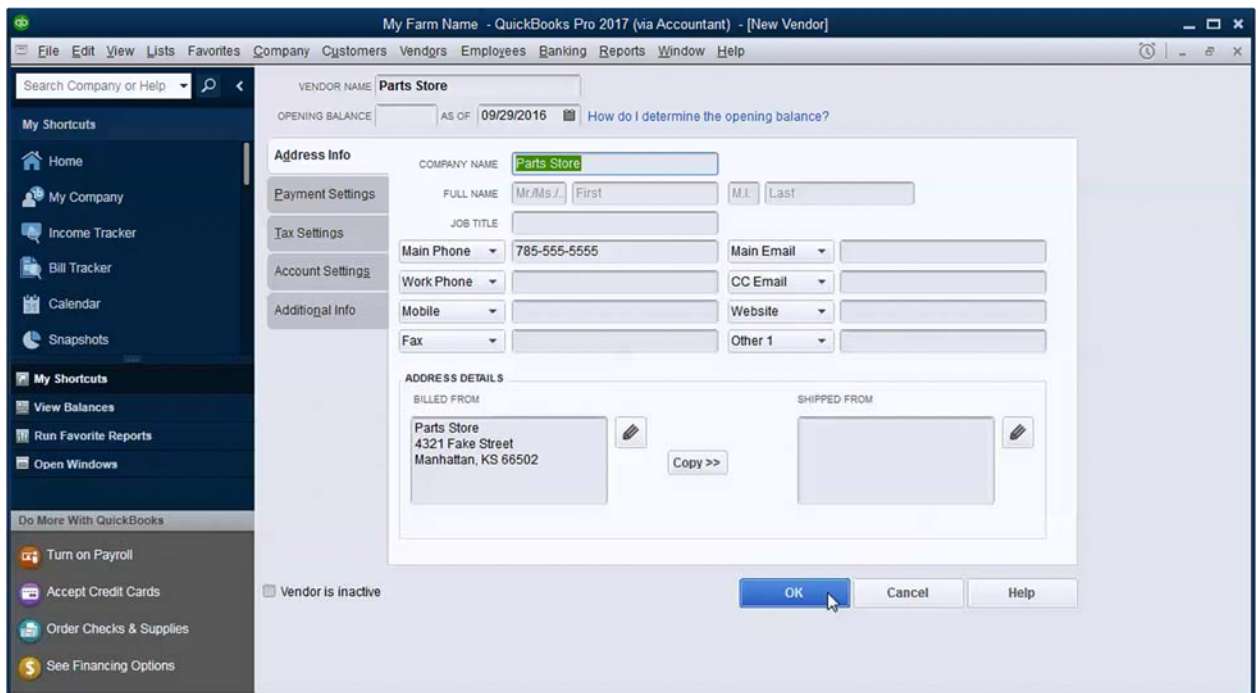 qb
My Farm Name - QuickBooks Pro 2017 (via Accountant) - [New Vendor]
File Edit View Lists Favorites Company Customers Vendors Employees Banking Reports Window Help
Search Company or Help
My Shortcuts
Home
My Company
Income Tracker
Bill Tracker
Calendar
Snapshots
My Shortcuts
View Balances
Run Favorite Reports
Open Windows
Do More With QuickBooks
Turn on Payroll
Accept Credit Cards
Order Checks & Supplies
See Financing Options
VENDOR NAME Parts Store
OPENING BALANCE AS OF 09/29/2016 How do I determine the opening balance?
Address Info
Payment Settings
Tax Settings
Account Settings
Additional Info
COMPANY NAME Parts Store
FULL NAME Mr./Ms./.. First M.I. Last
JOB TITLE
Main Phone 785-555-5555 Main Email
Work Phone CC Email
Mobile Website
Fax Other 1
ADDRESS DETAILS
BILLED FROM
Parts Store
4321 Fake Street
Manhattan, KS 66502
Copy >>
SHIPPED FROM
Vendor is inactive
OK Cancel Help